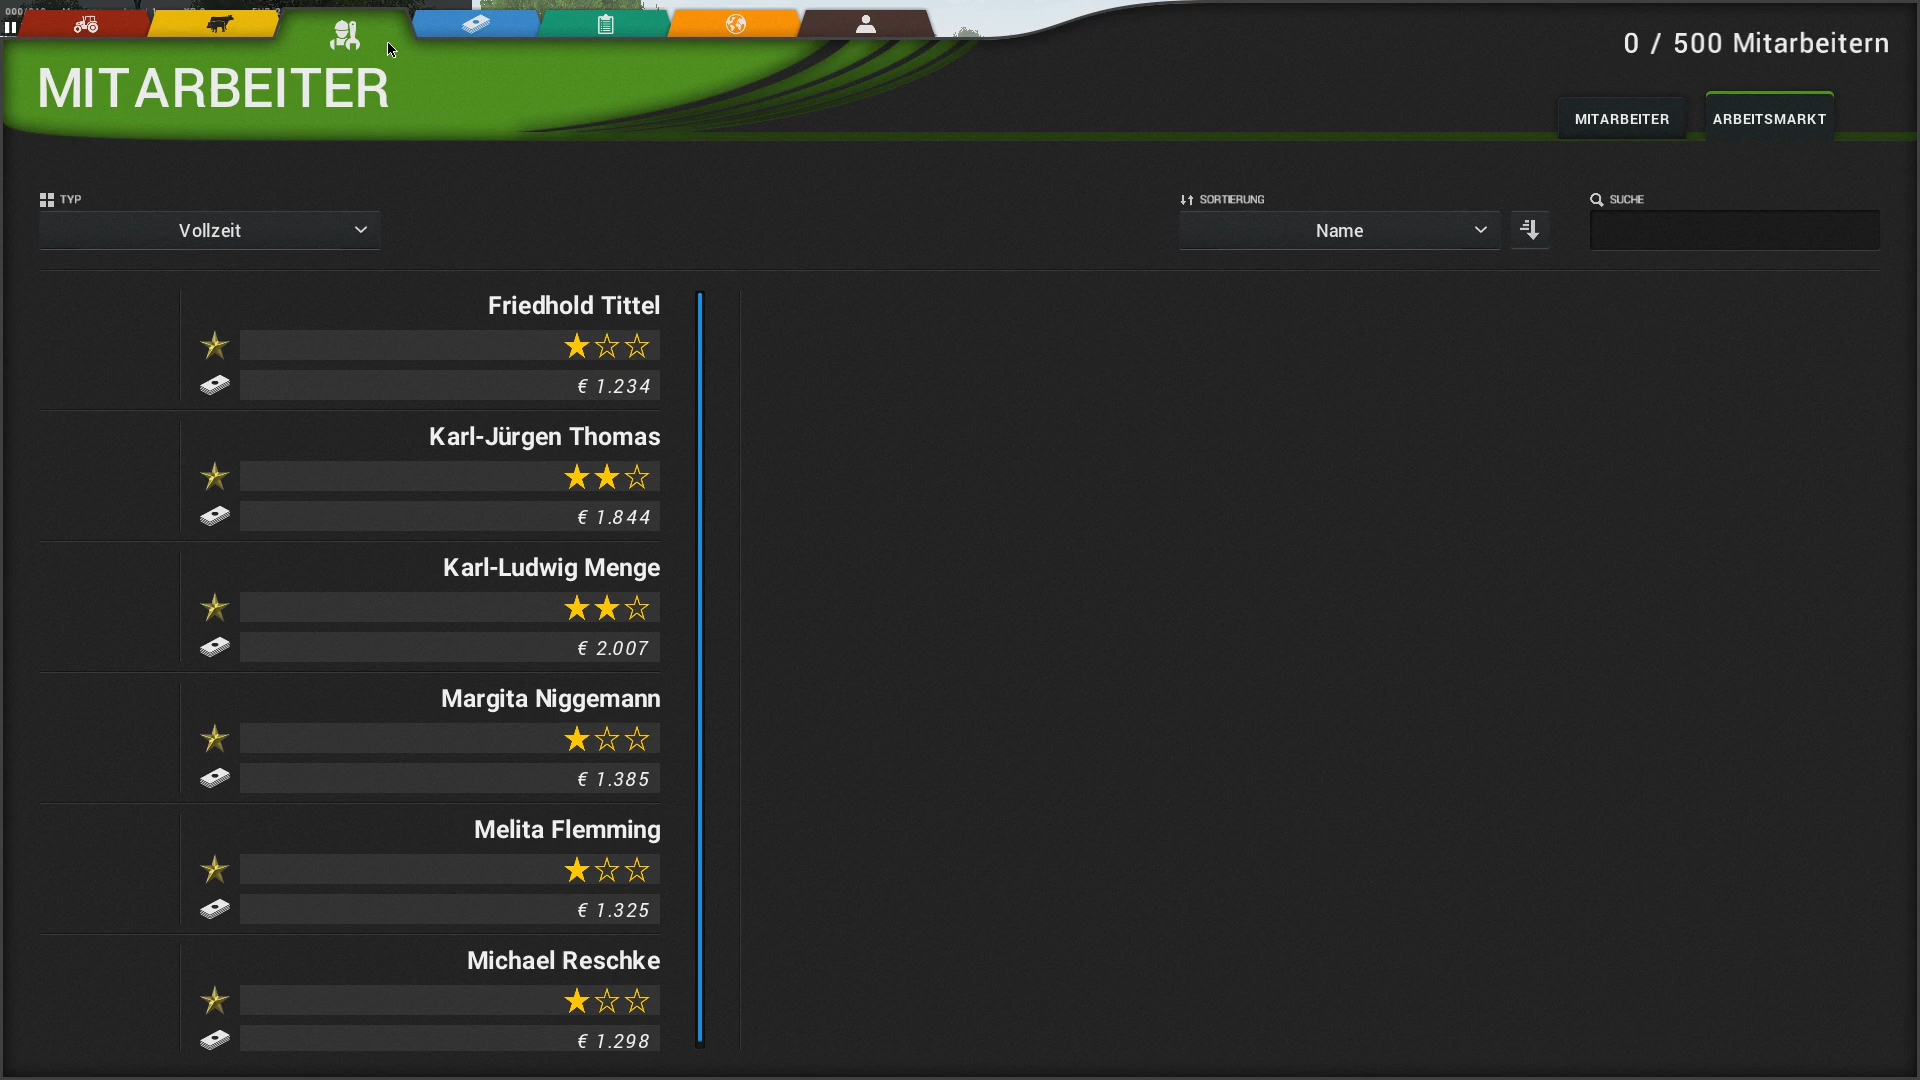 0 / 500 Mitarbeitern
MITARBEITER
MITARBEITER
ARBEITSMARKT
TYP
Vollzeit
SORTIERUNG
Name
SUCHE
Friedhold Tittel
€ 1.234
Karl-Jürgen Thomas
€ 1.844
Karl-Ludwig Menge
€ 2.007
Margita Niggemann
€ 1.385
Melita Flemming
€ 1.325
Michael Reschke
€ 1.298